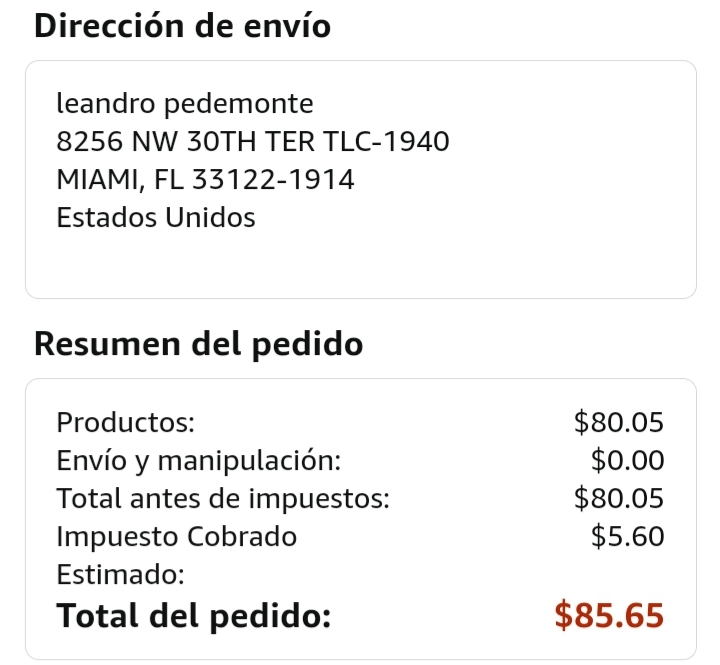 Dirección de envío
leandro pedemonte
8256 NW 30TH TER TLC-1940
MIAMI, FL 33122-1914
Estados Unidos
Resumen del pedido
Productos: $80.05
Envío y manipulación: $0.00
Total antes de impuestos: $80.05
Impuesto Cobrado $5.60
Estimado:
Total del pedido: $85.65